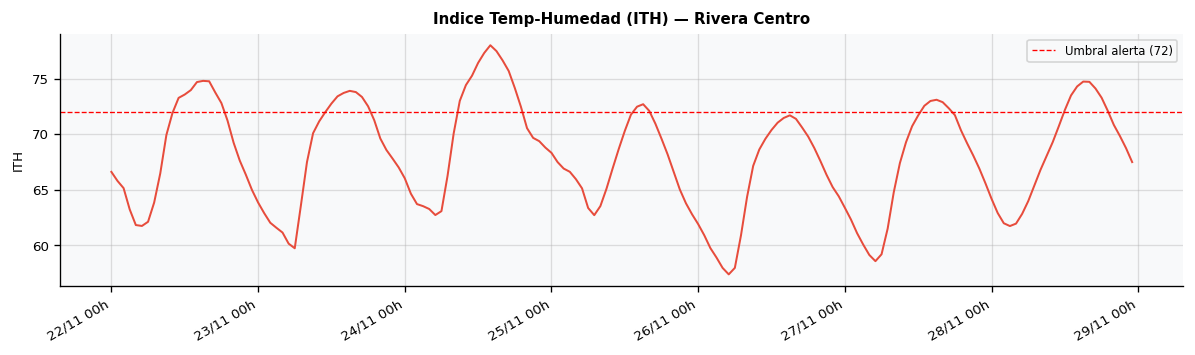 Indice Temp-Humedad (ITH) — Rivera Centro
Umbral alerta (72)
ITH
75
70
65
60
22/11 00h
23/11 00h
24/11 00h
25/11 00h
26/11 00h
27/11 00h
28/11 00h
29/11 00h